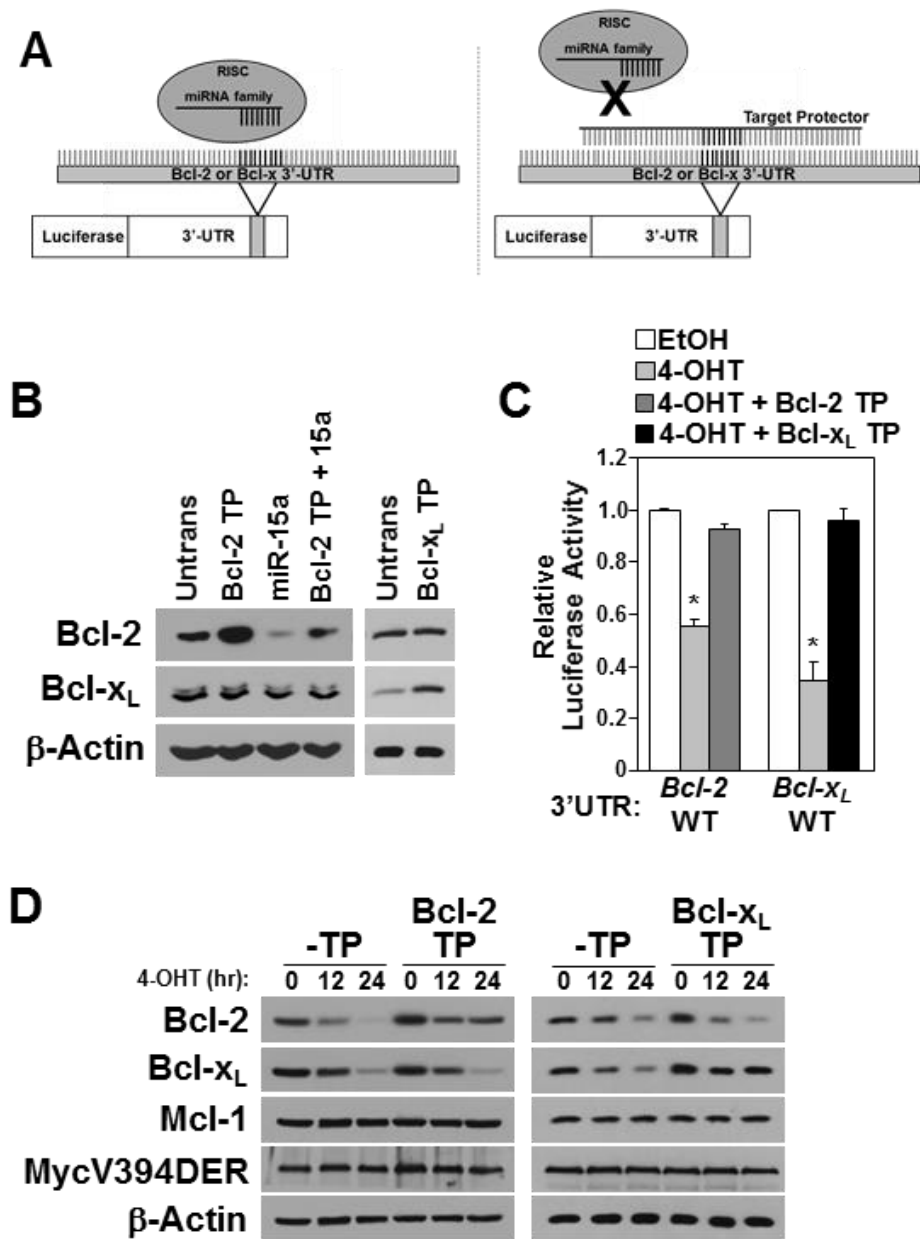 A
RISC
miRNA family
Bcl-2 or Bcl-x 3'-UTR
Luciferase 3'-UTR
RISC
miRNA family
X
Target Protector
Bcl-2 or Bcl-x 3'-UTR
Luciferase 3'-UTR
B
Untrans
Bcl-2 TP
miR-15a
Bcl-2 TP + 15a
Untrans
Bcl-xL TP
Bcl-2
Bcl-xL
β-Actin
C
EtOH
4-OHT
4-OHT + Bcl-2 TP
4-OHT + Bcl-xL TP
Relative
Luciferase Activity
1.2
1.0
0.8
0.6
0.4
0.2
0
*
*
3'UTR: Bcl-2 WT Bcl-xL WT
D
-TP Bcl-2 TP -TP Bcl-xL TP
4-OHT (hr): 0 12 24 0 12 24 0 12 24 0 12 24
Bcl-2
Bcl-xL
Mcl-1
MycV394DER
β-Actin